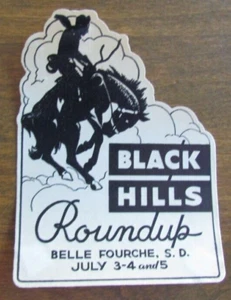 BLACK
HILLS
Roundup
BELLE FOURCHE, S. D.
JULY 3-4 and 5